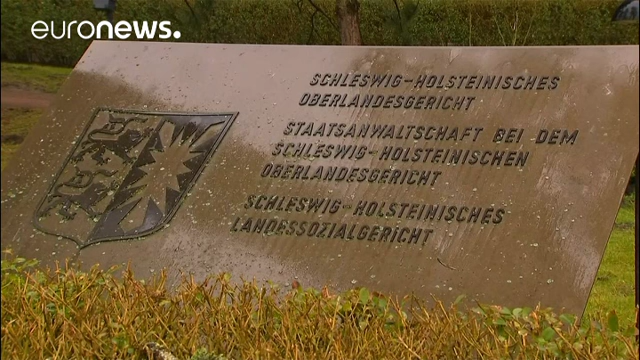 euronews.
SCHLESWIG-HOLSTEINISCHES
OBERLANDESGERICHT
STAATSANWALTSCHAFT BEI DEM
SCHLESWIG-HOLSTEINISCHEN
OBERLANDESGERICHT
SCHLESWIG-HOLSTEINISCHES
LANDESSOZIALGERICHT